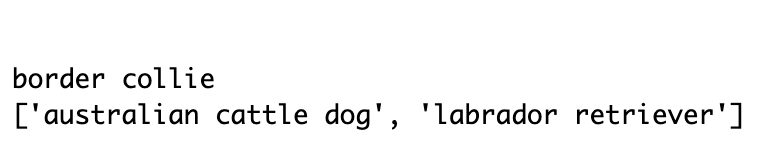 border collie
['australian cattle dog', 'labrador retriever']